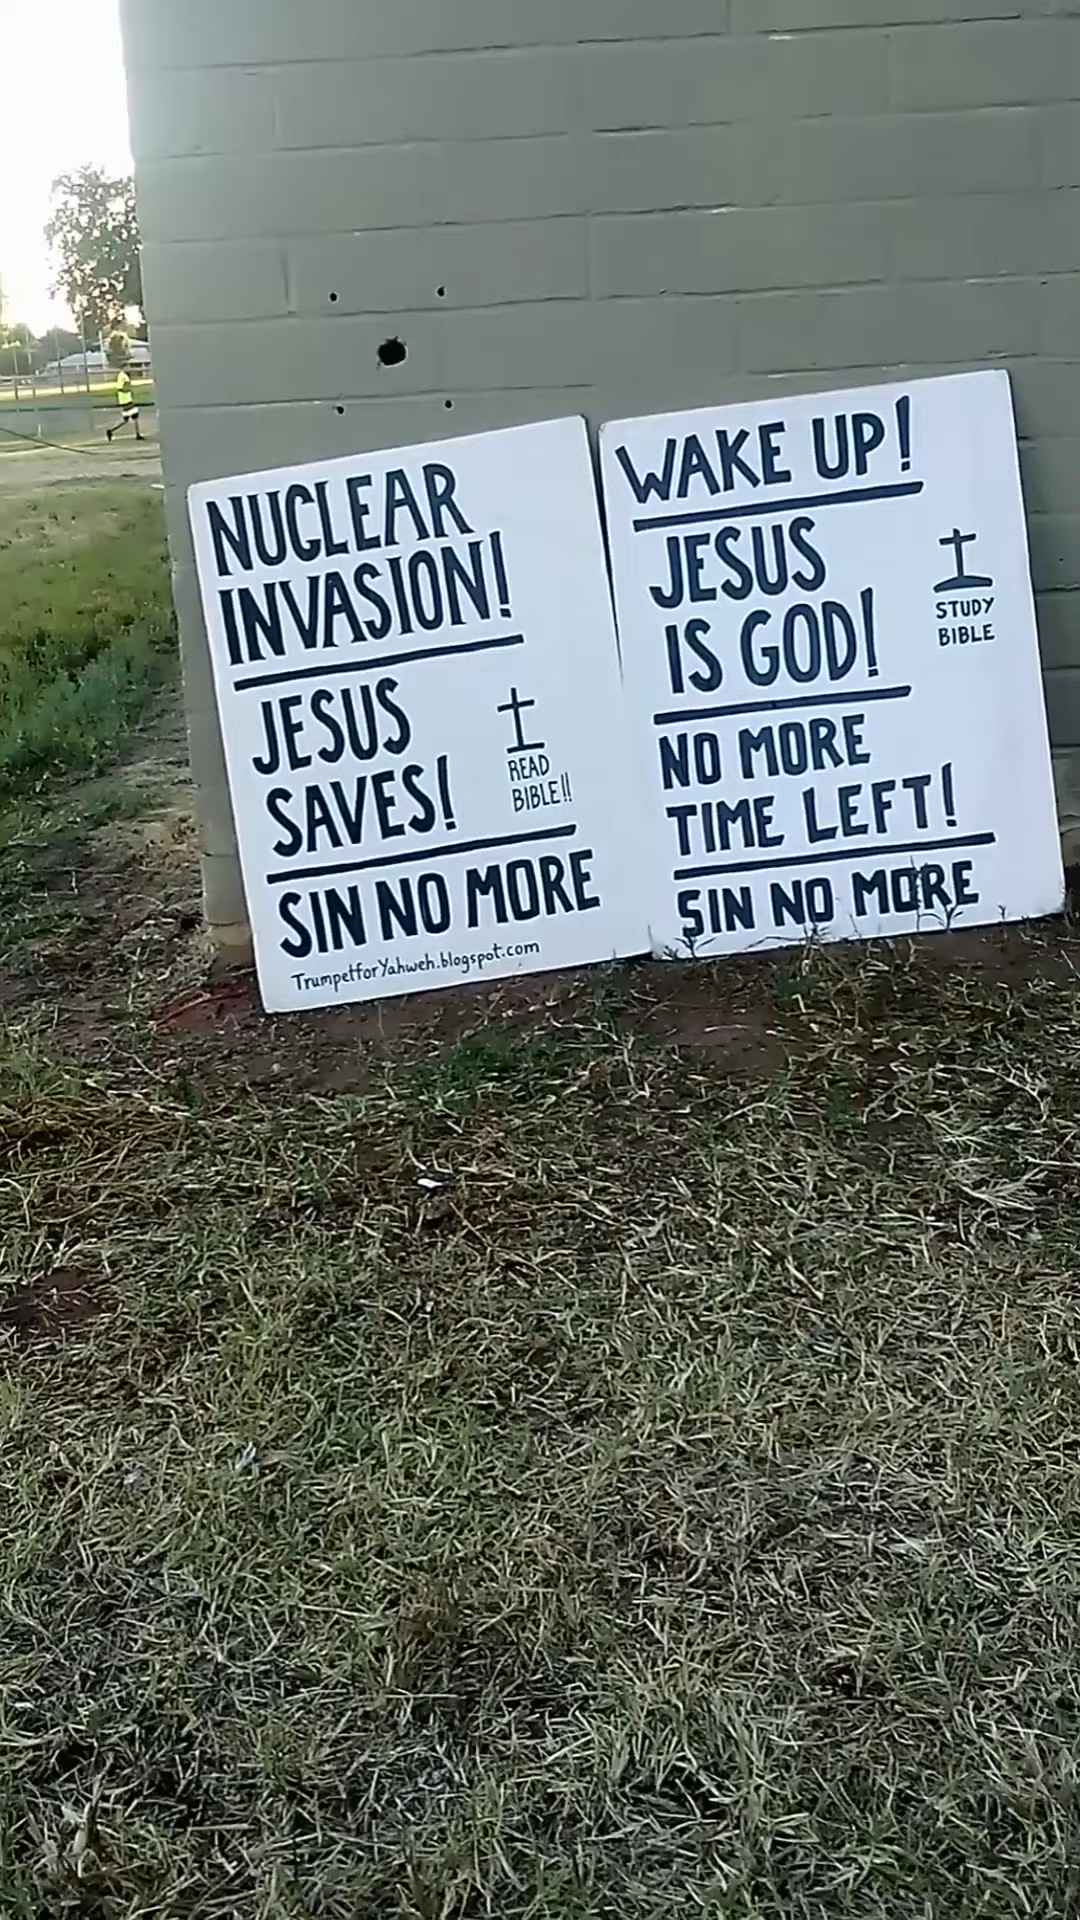 NUCLEAR
INVASION!
JESUS
SAVES!
READ
BIBLE!!
SIN NO MORE
TrumpetforYahweh.blogspot.com
WAKE UP!
JESUS
IS GOD!
STUDY
BIBLE
NO MORE
TIME LEFT!
SIN NO MORE